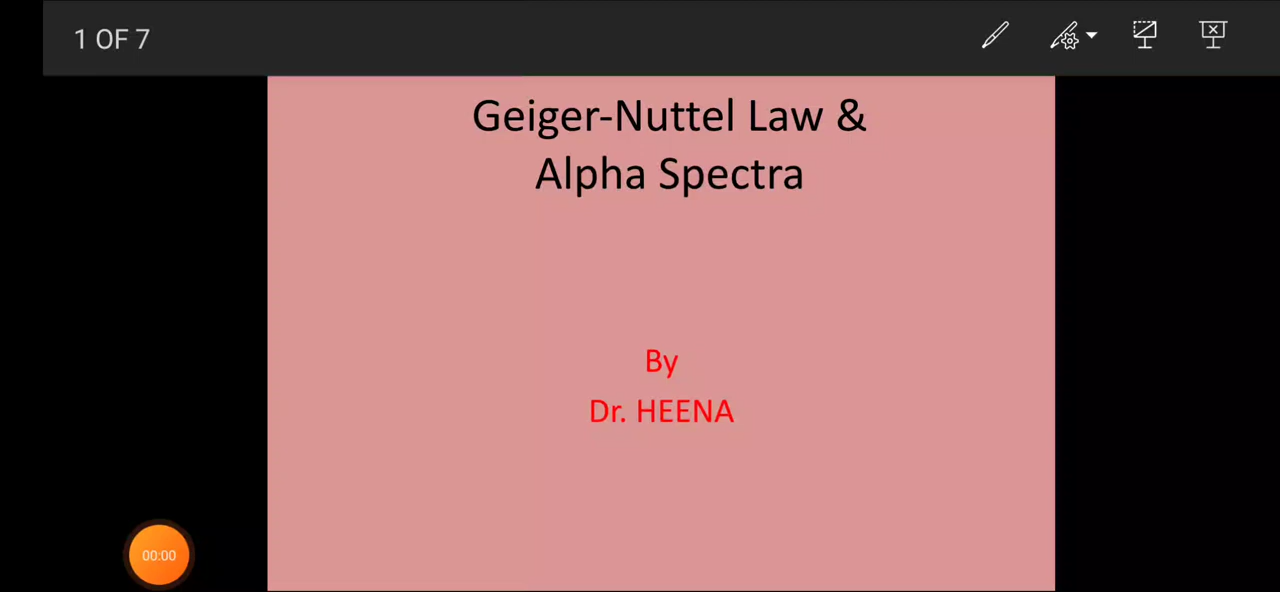 1 OF 7
Geiger-Nuttel Law &
Alpha Spectra
By
Dr. HEENA
00:00